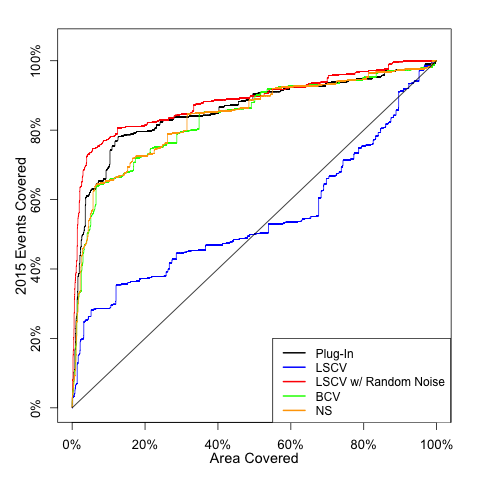 2015 Events Covered
100%
80%
60%
40%
20%
0%
Plug-In
LSCV
LSCV w/ Random Noise
BCV
NS
0%
20%
40%
60%
80%
100%
Area Covered